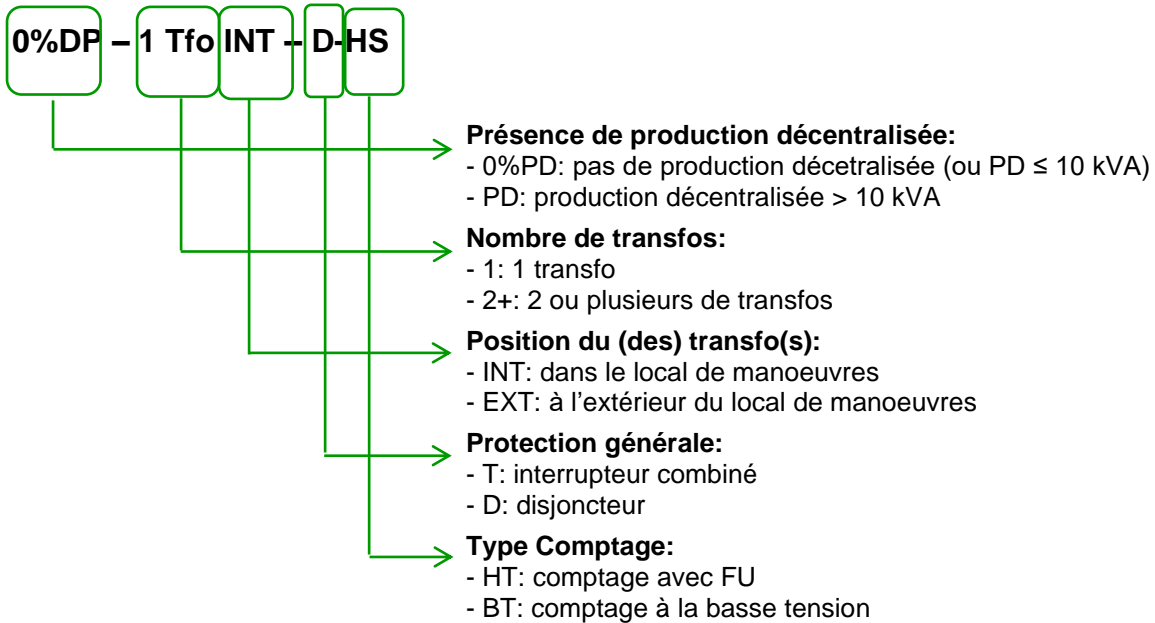 0%DP – 1 Tfo INT – D-HS
Présence de production décentralisée:
- 0%PD: pas de production décetralisée (ou PD ≤ 10 kVA)
- PD: production décentralisée > 10 kVA
Nombre de transfos:
- 1: 1 transfo
- 2+: 2 ou plusieurs de transfos
Position du (des) transfo(s):
- INT: dans le local de manoeuvres
- EXT: à l’extérieur du local de manoeuvres
Protection générale:
- T: interrupteur combiné
- D: disjoncteur
Type Comptage:
- HT: comptage avec FU
- BT: comptage à la basse tension